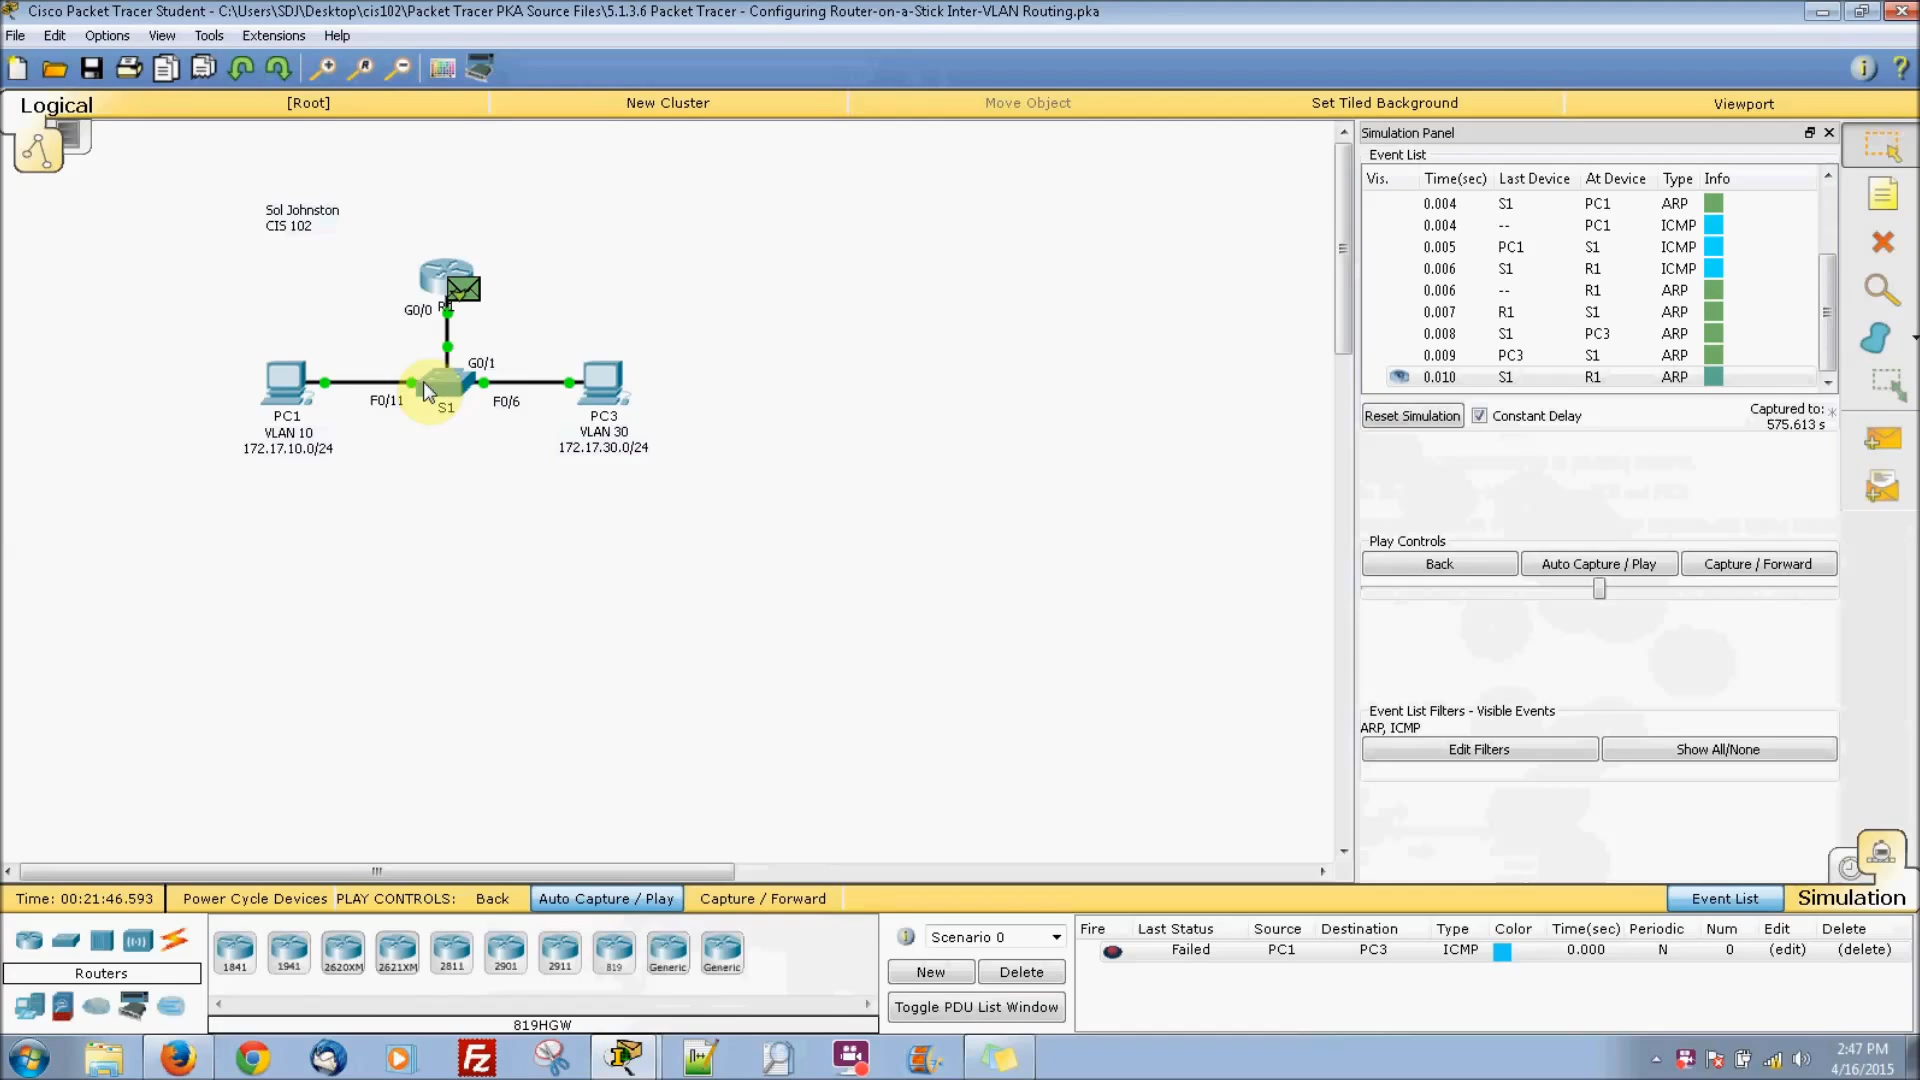 Cisco Packet Tracer Student - C:\Users\SDJ\Desktop\cis102\Packet Tracer PKA Source Files\5.1.3.6 Packet Tracer - Configuring Router-on-a-Stick Inter-VLAN Routing.pka
File Edit Options View Tools Extensions Help
Logical [Root] New Cluster Move Object Set Tiled Background Viewport
Sol Johnston
CIS 102
G0/0 R1
G0/1
F0/11 S1 F0/6
PC1
VLAN 10
172.17.10.0/24
PC3
VLAN 30
172.17.30.0/24
Simulation Panel
Event List
Vis. Time(sec) Last Device At Device Type Info
0.004 S1 PC1 ARP
0.004 -- PC1 ICMP
0.005 PC1 S1 ICMP
0.006 S1 R1 ICMP
0.006 -- R1 ARP
0.007 R1 S1 ARP
0.008 S1 PC3 ARP
0.009 PC3 S1 ARP
0.010 S1 R1 ARP
Reset Simulation Constant Delay Captured to: *
575.613 s
Play Controls
Back Auto Capture / Play Capture / Forward
Event List Filters - Visible Events
ARP, ICMP
Edit Filters Show All/None
Time: 00:21:46.593 Power Cycle Devices PLAY CONTROLS: Back Auto Capture / Play Capture / Forward Event List Simulation
Routers
1841 1941 2620XM 2621XM 2811 2901 2911 819 Generic Generic
819HGW
Scenario 0
New Delete
Toggle PDU List Window
Fire Last Status Source Destination Type Color Time(sec) Periodic Num Edit Delete
Failed PC1 PC3 ICMP 0.000 N 0 (edit) (delete)
2:47 PM
4/16/2015